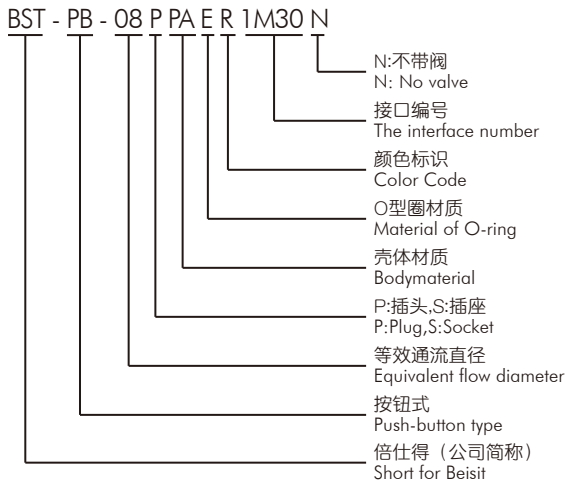 BST - PB - 08 P PA E R 1M30 N
N:不带阀
N: No valve
接口编号
The interface number
颜色标识
Color Code
O型圈材质
Material of O-ring
壳体材质
Bodymaterial
P:插头,S:插座
P:Plug,S:Socket
等效通流直径
Equivalent flow diameter
按钮式
Push-button type
倍仕得（公司简称）
Short for Beisit